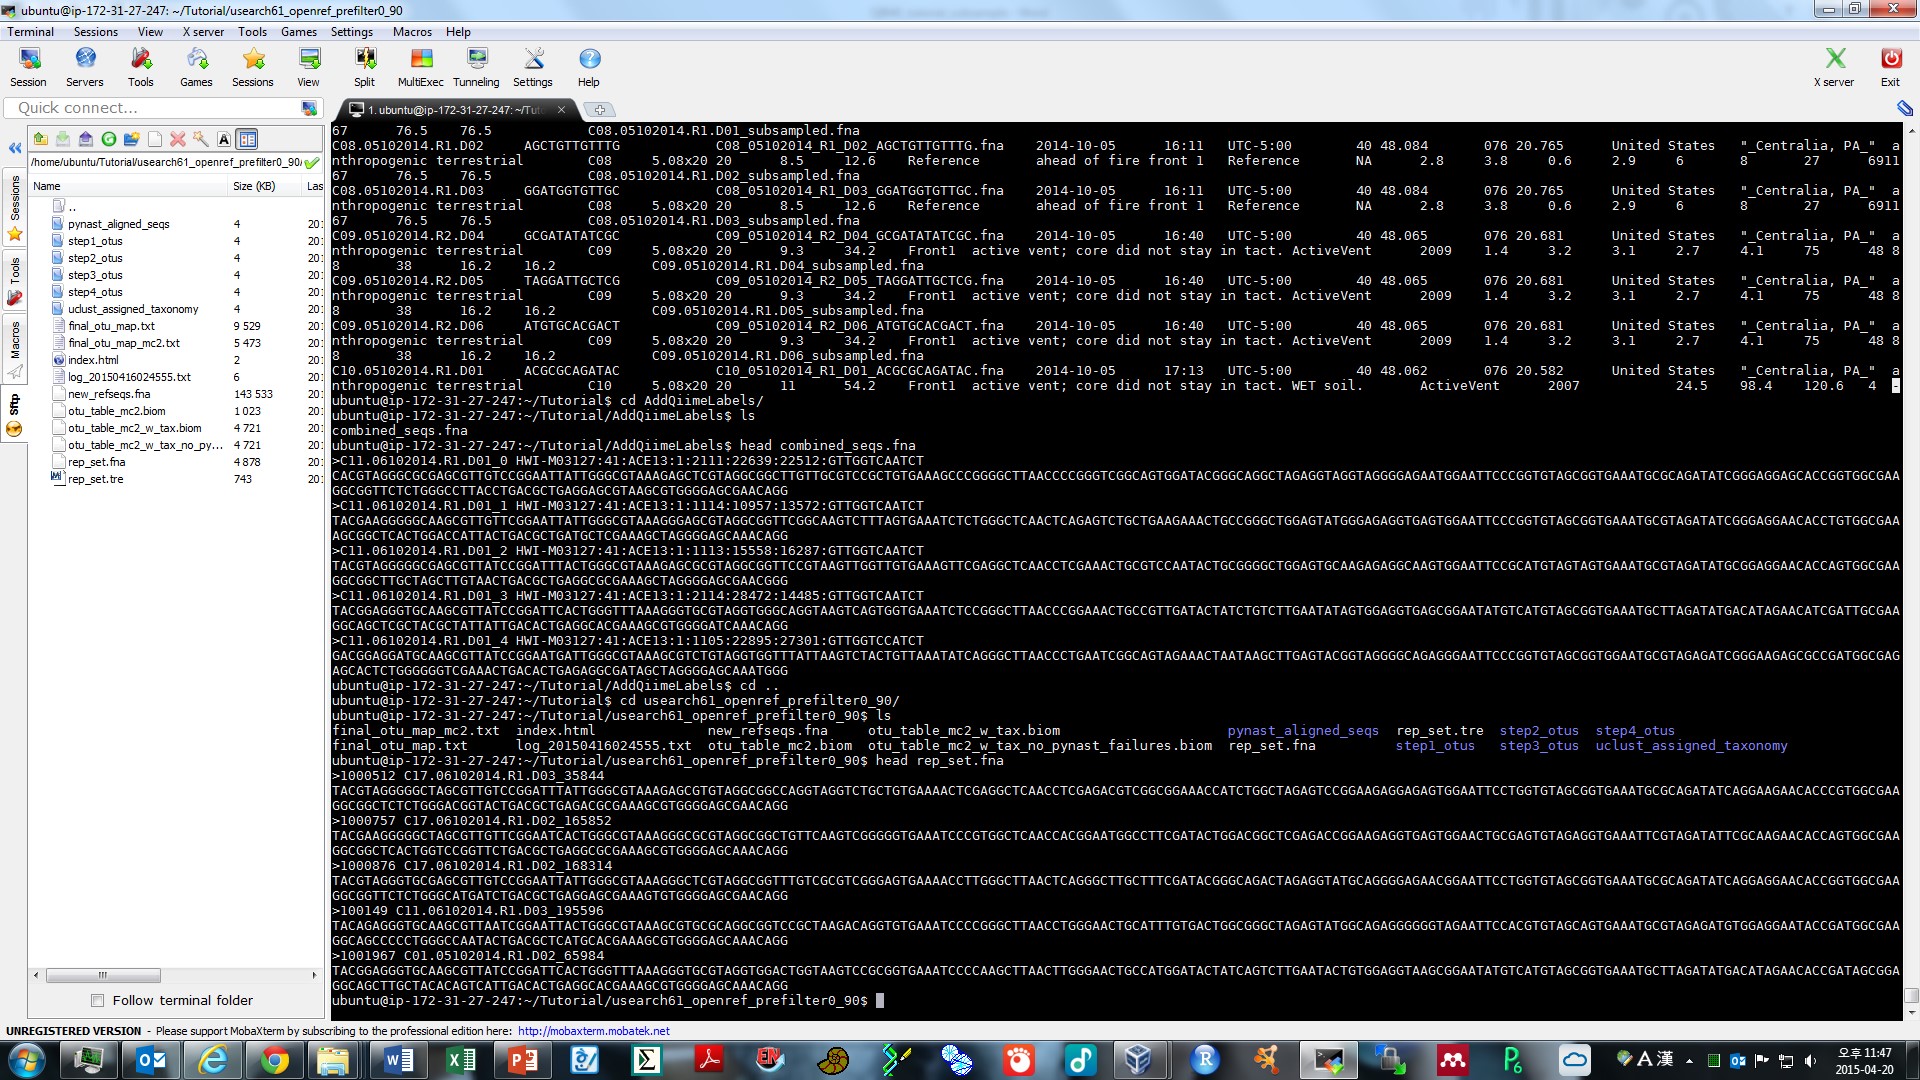 ubuntu@ip-172-31-27-247: ~/Tutorial/usearch61_openref_prefilter0_90
Terminal Sessions View X server Tools Games Settings Macros Help
Session Servers Tools Games Sessions View Split MultiExec Tunneling Settings Help X server Exit
Quick connect...
1. ubuntu@ip-172-31-27-247: ~/Tut
/home/ubuntu/Tutorial/usearch61_openref_prefilter0_90/
Name Size (KB) Las
..
pynast_aligned_seqs 4 201
step1_otus 4 201
step2_otus 4 201
step3_otus 4 201
step4_otus 4 201
uclust_assigned_taxonomy 4 201
final_otu_map.txt 9 529 201
final_otu_map_mc2.txt 5 473 201
index.html 2 201
log_20150416024555.txt 6 201
new_refseqs.fna 143 533 201
otu_table_mc2.biom 1 023 201
otu_table_mc2_w_tax.biom 4 721 201
otu_table_mc2_w_tax_no_py... 4 721 201
rep_set.fna 4 878 201
rep_set.tre 743 201
Sessions
Tools
Macros
Sftp
Follow terminal folder
67 76.5 76.5 C08.05102014.R1.D01_subsampled.fna
C08.05102014.R1.D02 AGCTGTTGTTTG C08_05102014_R1_D02_AGCTGTTGTTTG.fna 2014-10-05 16:11 UTC-5:00 40 48.084 076 20.765 United States "_Centralia, PA_" a
nthropogenic terrestrial C08 5.08x20 20 8.5 12.6 Reference ahead of fire front 1 Reference NA 2.8 3.8 0.6 2.9 6 8 27 6911
67 76.5 76.5 C08.05102014.R1.D02_subsampled.fna
C08.05102014.R1.D03 GGATGGTGTTGC C08_05102014_R1_D03_GGATGGTGTTGC.fna 2014-10-05 16:11 UTC-5:00 40 48.084 076 20.765 United States "_Centralia, PA_" a
nthropogenic terrestrial C08 5.08x20 20 8.5 12.6 Reference ahead of fire front 1 Reference NA 2.8 3.8 0.6 2.9 6 8 27 6911
67 76.5 76.5 C08.05102014.R1.D03_subsampled.fna
C09.05102014.R2.D04 GCGATATATCGC C09_05102014_R2_D04_GCGATATATCGC.fna 2014-10-05 16:40 UTC-5:00 40 48.065 076 20.681 United States "_Centralia, PA_" a
nthropogenic terrestrial C09 5.08x20 20 9.3 34.2 Front1 active vent; core did not stay in tact. ActiveVent 2009 1.4 3.2 3.1 2.7 4.1 75 48 8
8 38 16.2 16.2 C09.05102014.R1.D04_subsampled.fna
C09.05102014.R2.D05 TAGGATTGCTCG C09_05102014_R2_D05_TAGGATTGCTCG.fna 2014-10-05 16:40 UTC-5:00 40 48.065 076 20.681 United States "_Centralia, PA_" a
nthropogenic terrestrial C09 5.08x20 20 9.3 34.2 Front1 active vent; core did not stay in tact. ActiveVent 2009 1.4 3.2 3.1 2.7 4.1 75 48 8
8 38 16.2 16.2 C09.05102014.R1.D05_subsampled.fna
C09.05102014.R2.D06 ATGTGCACGACT C09_05102014_R2_D06_ATGTGCACGACT.fna 2014-10-05 16:40 UTC-5:00 40 48.065 076 20.681 United States "_Centralia, PA_" a
nthropogenic terrestrial C09 5.08x20 20 9.3 34.2 Front1 active vent; core did not stay in tact. ActiveVent 2009 1.4 3.2 3.1 2.7 4.1 75 48 8
8 38 16.2 16.2 C09.05102014.R1.D06_subsampled.fna
C10.05102014.R1.D01 ACGCGCAGATAC C10_05102014_R1_D01_ACGCGCAGATAC.fna 2014-10-05 17:13 UTC-5:00 40 48.062 076 20.582 United States "_Centralia, PA_" a
nthropogenic terrestrial C10 5.08x20 20 11 54.2 Front1 active vent; core did not stay in tact. WET soil. ActiveVent 2007 24.5 98.4 120.6 4 -
ubuntu@ip-172-31-27-247:~/Tutorial$ cd AddQiimeLabels/
ubuntu@ip-172-31-27-247:~/Tutorial/AddQiimeLabels$ ls
combined_seqs.fna
ubuntu@ip-172-31-27-247:~/Tutorial/AddQiimeLabels$ head combined_seqs.fna
>C11.06102014.R1.D01_0 HWI-M03127:41:ACE13:1:2111:22639:22512:GTTGGTCAATCT
GGCGGTTCTCTGGGCCTTACCTGACGCTGAGGAGCGTAAGCGTGGGGAGCGAACAGG
>C11.06102014.R1.D01_1 HWI-M03127:41:ACE13:1:1114:10957:13572:GTTGGTCAATCT
AGCGGCTCACTGGACCATTACTGACGCTGATGCTCGAAAGCTAGGGGAGCAAACAGG
>C11.06102014.R1.D01_2 HWI-M03127:41:ACE13:1:1113:15558:16287:GTTGGTCAATCT
GGCGGCTTGCTAGCTTGTAACTGACGCTGAGGCGCGAAAGCTAGGGGAGCGAACGGG
>C11.06102014.R1.D01_3 HWI-M03127:41:ACE13:1:2114:28472:14485:GTTGGTCAATCT
GGCAGCTCGCTACGCTATTATTGACACTGAGGCACGAAAGCGTGGGGATCAAACAGG
>C11.06102014.R1.D01_4 HWI-M03127:41:ACE13:1:1105:22895:27301:GTTGGTCCATCT
AGCACTCTGGGGGGTCGAAACTGACACTGAGAGGCGATAGCTAGGGGAGCAAATGGG
ubuntu@ip-172-31-27-247:~/Tutorial/AddQiimeLabels$ cd ..
ubuntu@ip-172-31-27-247:~/Tutorial$ cd usearch61_openref_prefilter0_90/
ubuntu@ip-172-31-27-247:~/Tutorial/usearch61_openref_prefilter0_90$ ls
final_otu_map_mc2.txt index.html new_refseqs.fna otu_table_mc2_w_tax.biom pynast_aligned_seqs rep_set.tre step2_otus step4_otus
final_otu_map.txt log_20150416024555.txt otu_table_mc2.biom otu_table_mc2_w_tax_no_pynast_failures.biom rep_set.fna step1_otus step3_otus uclust_assigned_taxonomy
ubuntu@ip-172-31-27-247:~/Tutorial/usearch61_openref_prefilter0_90$ head rep_set.fna
>1000512 C17.06102014.R1.D03_35844
GGCGGCTCTCTGGGACGGTACTGACGCTGAGACGCGAAAGCGTGGGGAGCGAACAGG
>1000757 C17.06102014.R1.D02_165852
GGCGGCTCACTGGTCCGGTTCTGACGCTGAGGCGCGAAAGCGTGGGGAGCAAACAGG
>1000876 C17.06102014.R1.D02_168314
GGCGGTTCTCTGGGCATGATCTGACGCTGAGGAGCGAAAGTGTGGGGAGCGAACAGG
>100149 C11.06102014.R1.D03_195596
GGCAGCCCCCTGGGCCAATACTGACGCTCATGCACGAAAGCGTGGGGAGCAAACAGG
>1001967 C01.05102014.R1.D02_65984
GGCAGCTTGCTACACAGTCATTGACACTGAGGCACGAAAGCGTGGGGAGCAAACAGG
ubuntu@ip-172-31-27-247:~/Tutorial/usearch61_openref_prefilter0_90$
UNREGISTERED VERSION - Please support MobaXterm by subscribing to the professional edition here: http://mobaxterm.mobatek.net
A 漢
오후 11:47
2015-04-20